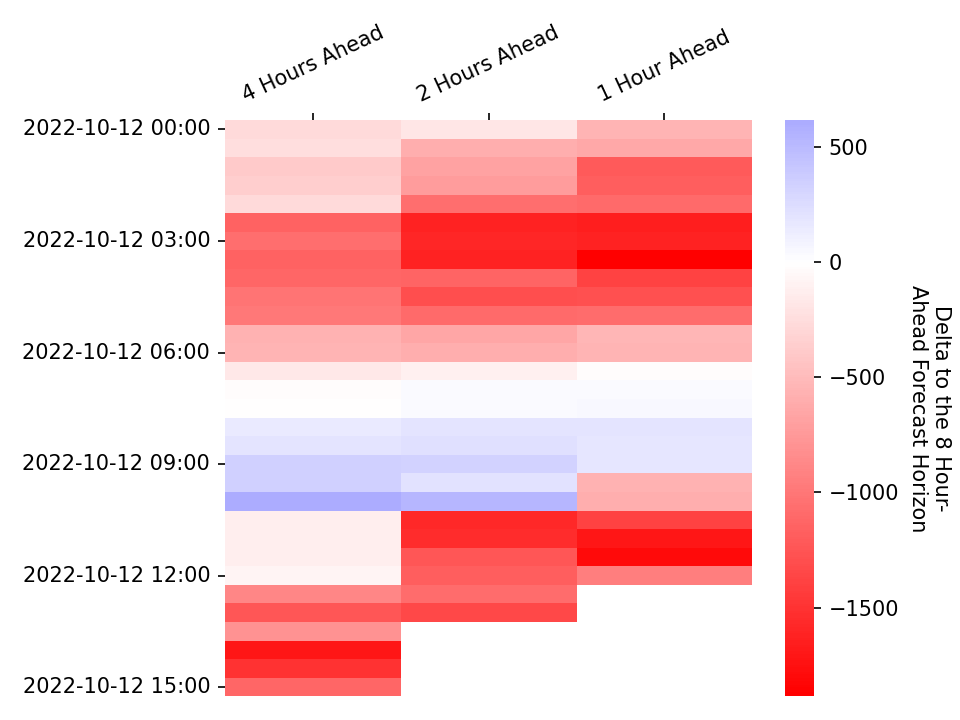 4 Hours Ahead
2 Hours Ahead
1 Hour Ahead
2022-10-12 00:00
2022-10-12 03:00
2022-10-12 06:00
2022-10-12 09:00
2022-10-12 12:00
2022-10-12 15:00
500
0
−500
−1000
−1500
Delta to the 8 Hour-
Ahead Forecast Horizon